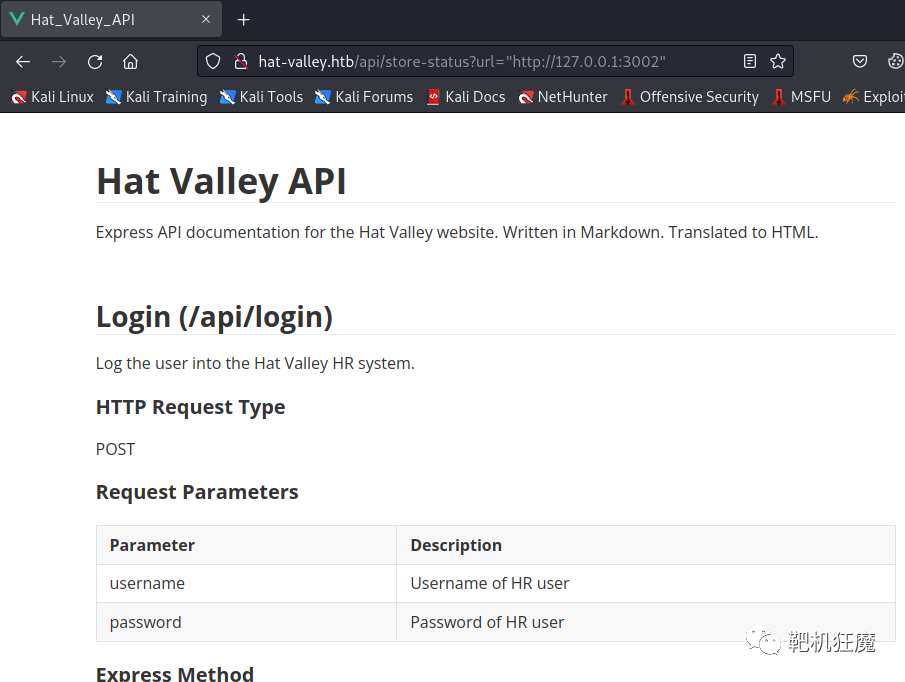 Hat_Valley_API
hat-valley.htb/api/store-status?url="http://127.0.0.1:3002"
Kali Linux Kali Training Kali Tools Kali Forums Kali Docs NetHunter Offensive Security MSFU Exploit
Hat Valley API
Express API documentation for the Hat Valley website. Written in Markdown. Translated to HTML.
Login (/api/login)
Log the user into the Hat Valley HR system.
HTTP Request Type
POST
Request Parameters
Parameter Description
username Username of HR user
password Password of HR user
靶机狂魔
Express Method